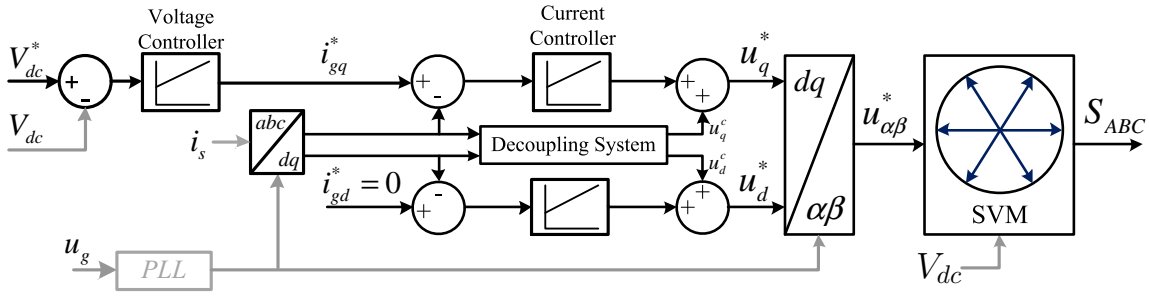 Voltage
Controller
Current
Controller
V*dc
+
-
i*gq
+
-
+
+
u*q
dq
Vdc
is
abc
dq
Decoupling System
ucq
ucd
u*αβ
SABC
i*gd = 0
-
+
+
+
u*d
αβ
SVM
ug
PLL
Vdc